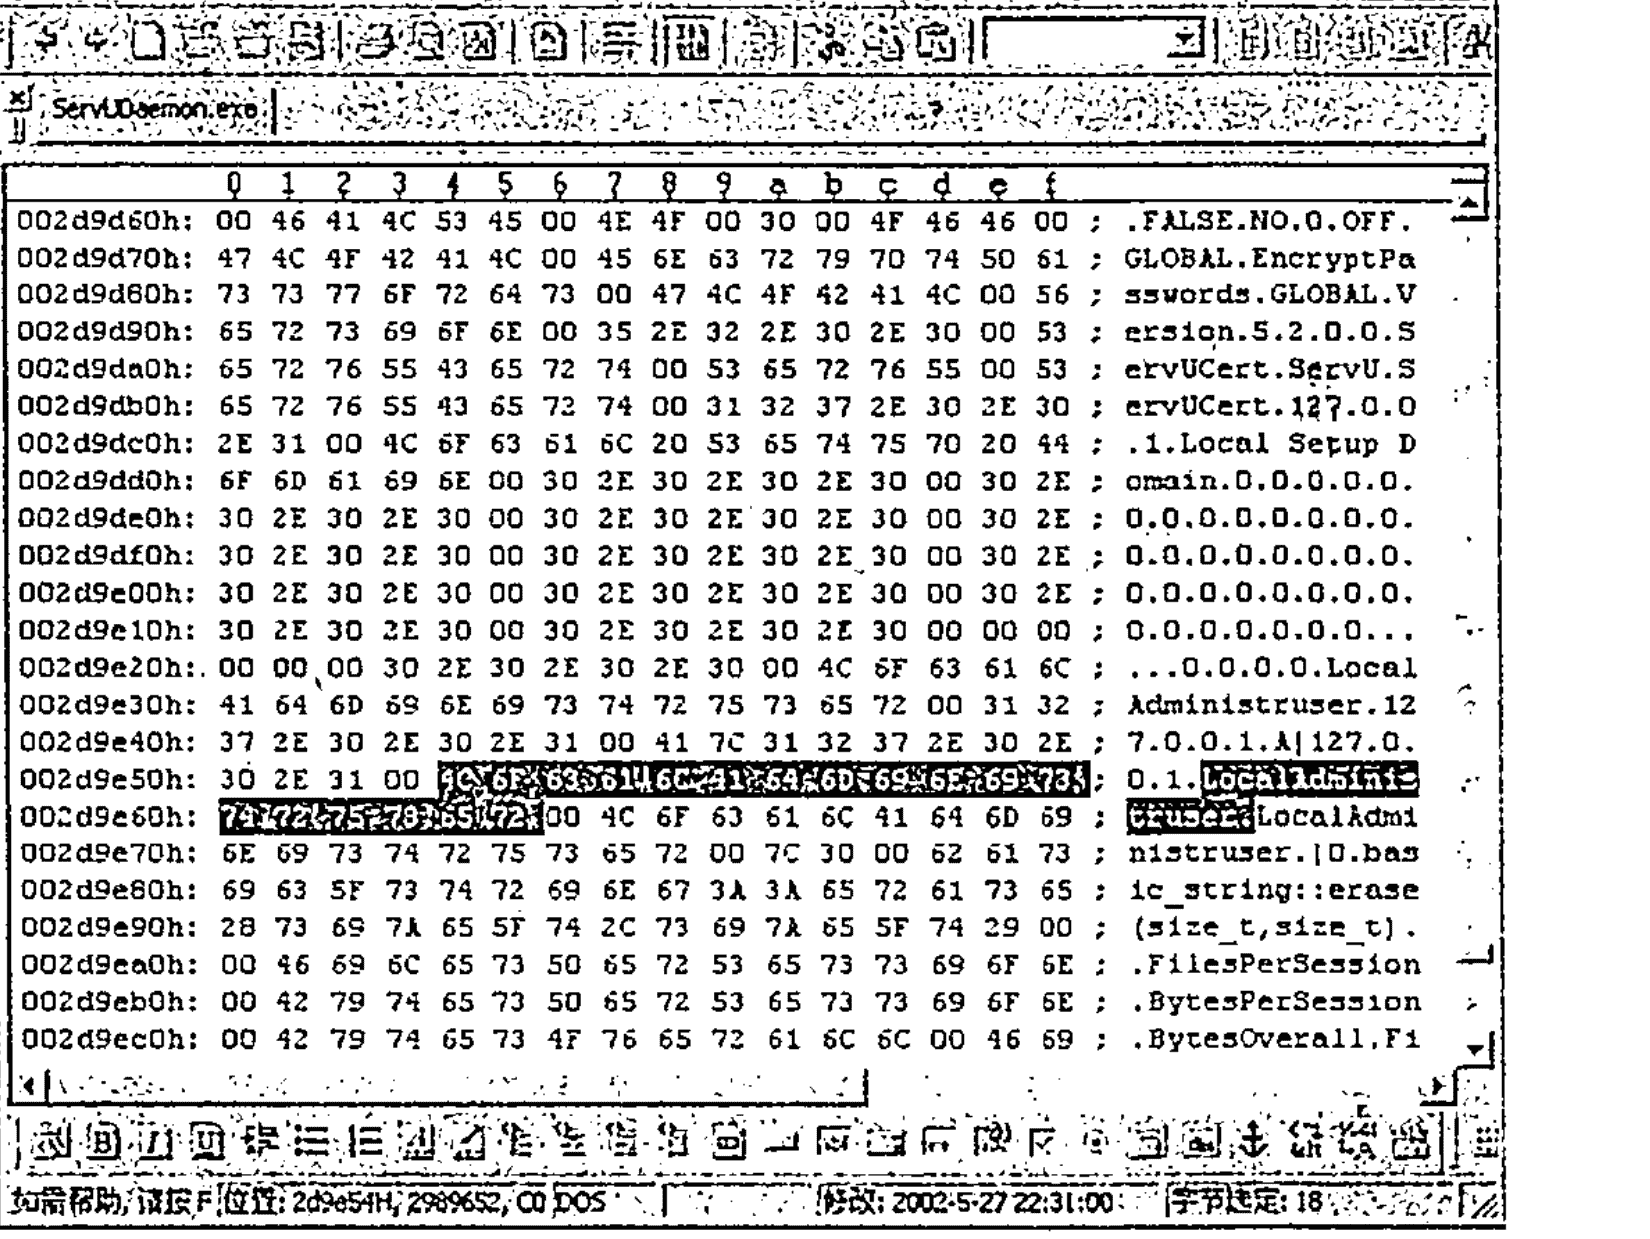 ServUDaemon.exe
0 1 2 3 4 5 6 7 8 9 a b c d e f
002d9d60h: 00 46 41 4C 53 45 00 4E 4F 00 30 00 4F 46 46 00 ; .FALSE.NO.0.OFF.
002d9d70h: 47 4C 4F 42 41 4C 00 45 6E 63 72 79 70 74 50 61 ; GLOBAL.EncryptPa
002d9d80h: 73 73 77 6F 72 64 73 00 47 4C 4F 42 41 4C 00 56 ; sswords.GLOBAL.V
002d9d90h: 65 72 73 69 6F 6E 00 35 2E 32 2E 30 2E 30 00 53 ; ersion.5.2.0.0.S
002d9da0h: 65 72 76 55 43 65 72 74 00 53 65 72 76 55 00 53 ; ervUCert.ServU.S
002d9db0h: 65 72 76 55 43 65 72 74 00 31 32 37 2E 30 2E 30 ; ervUCert.127.0.0
002d9dc0h: 2E 31 00 4C 6F 63 61 6C 20 53 65 74 75 70 20 44 ; .1.Local Setup D
002d9dd0h: 6F 6D 61 69 6E 00 30 2E 30 2E 30 2E 30 00 30 2E ; omain.0.0.0.0.0.
002d9de0h: 30 2E 30 2E 30 00 30 2E 30 2E 30 2E 30 00 30 2E ; 0.0.0.0.0.0.0.0.
002d9df0h: 30 2E 30 2E 30 00 30 2E 30 2E 30 2E 30 00 30 2E ; 0.0.0.0.0.0.0.0.
002d9e00h: 30 2E 30 2E 30 00 30 2E 30 2E 30 2E 30 00 30 2E ; 0.0.0.0.0.0.0.0.
002d9e10h: 30 2E 30 2E 30 00 30 2E 30 2E 30 2E 30 00 00 00 ; 0.0.0.0.0.0.0...
002d9e20h: 00 00 00 30 2E 30 2E 30 2E 30 00 4C 6F 63 61 6C ; ...0.0.0.0.Local
002d9e30h: 41 64 6D 69 6E 69 73 74 72 75 73 65 72 00 31 32 ; Administruser.12
002d9e40h: 37 2E 30 2E 30 2E 31 00 41 7C 31 32 37 2E 30 2E ; 7.0.0.1.A|127.0.
002d9e50h: 30 2E 31 00 4C 6F 63 61 6C 41 64 6D 69 6E 69 73 ; 0.1.LocalAdminis
002d9e60h: 74 72 75 73 65 72 00 4C 6F 63 61 6C 41 64 6D 69 ; truser.LocalAdmi
002d9e70h: 6E 69 73 74 72 75 73 65 72 00 7C 30 00 62 61 73 ; nistruser.|0.bas
002d9e80h: 69 63 5F 73 74 72 69 6E 67 3A 3A 65 72 61 73 65 ; ic_string::erase
002d9e90h: 28 73 69 7A 65 5F 74 2C 73 69 7A 65 5F 74 29 00 ; (size_t,size_t).
002d9ea0h: 00 46 69 6C 65 73 50 65 72 53 65 73 73 69 6F 6E ; .FilesPerSession
002d9eb0h: 00 42 79 74 65 73 50 65 72 53 65 73 73 69 6F 6E ; .BytesPerSession
002d9ec0h: 00 42 79 74 65 73 4F 76 65 72 61 6C 6C 00 46 69 ; .BytesOverall.Fi
如需帮助, 请按 F 位置: 2d9e54H, 2989652, C0 DOS 修改: 2002-5-27 22:31:00 字节选定: 18